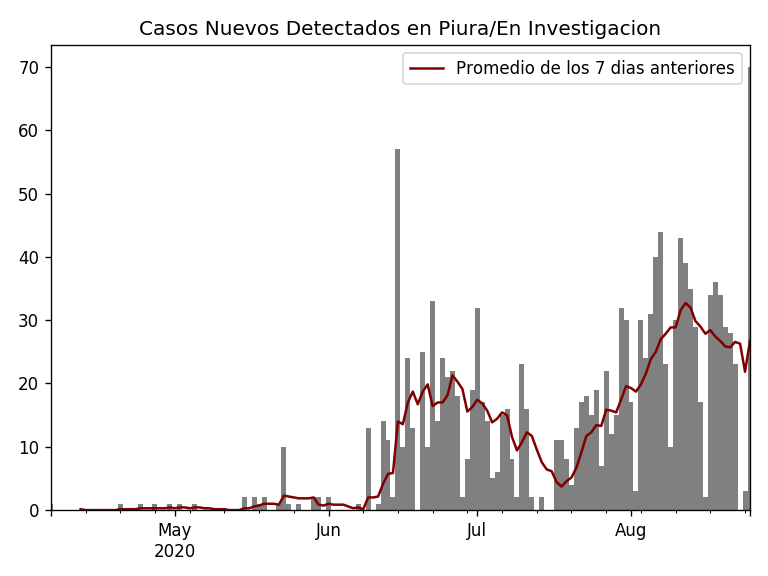 Casos Nuevos Detectados en Piura/En Investigacion
Promedio de los 7 dias anteriores
70
60
50
40
30
20
10
0
May
2020
Jun
Jul
Aug